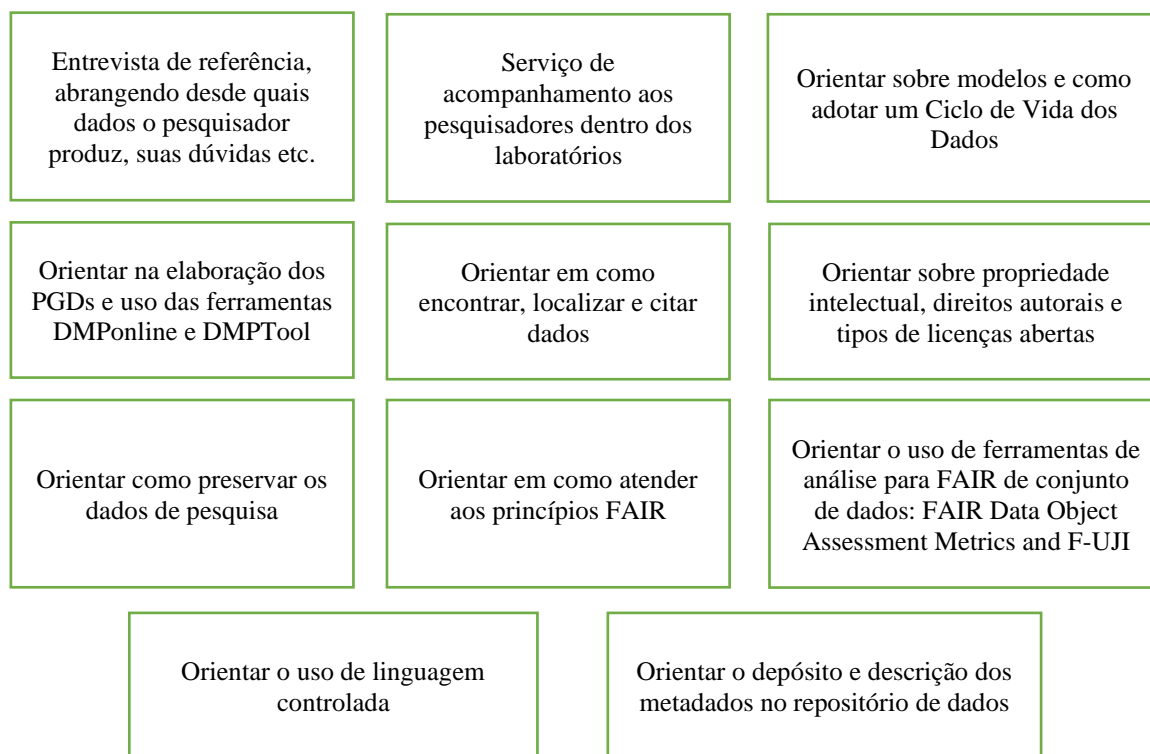 Entrevista de referência,
abrangendo desde quais
dados o pesquisador
produz, suas dúvidas etc.
Serviço de
acompanhamento aos
pesquisadores dentro dos
laboratórios
Orientar sobre modelos e como
adotar um Ciclo de Vida dos
Dados
Orientar na elaboração dos
PGDs e uso das ferramentas
DMPonline e DMPTool
Orientar em como
encontrar, localizar e citar
dados
Orientar sobre propriedade
intelectual, direitos autorais e
tipos de licenças abertas
Orientar como preservar os
dados de pesquisa
Orientar em como atender
aos princípios FAIR
Orientar o uso de ferramentas de
análise para FAIR de conjunto
de dados: FAIR Data Object
Assessment Metrics and F-UJI
Orientar o uso de linguagem
controlada
Orientar o depósito e descrição dos
metadados no repositório de dados